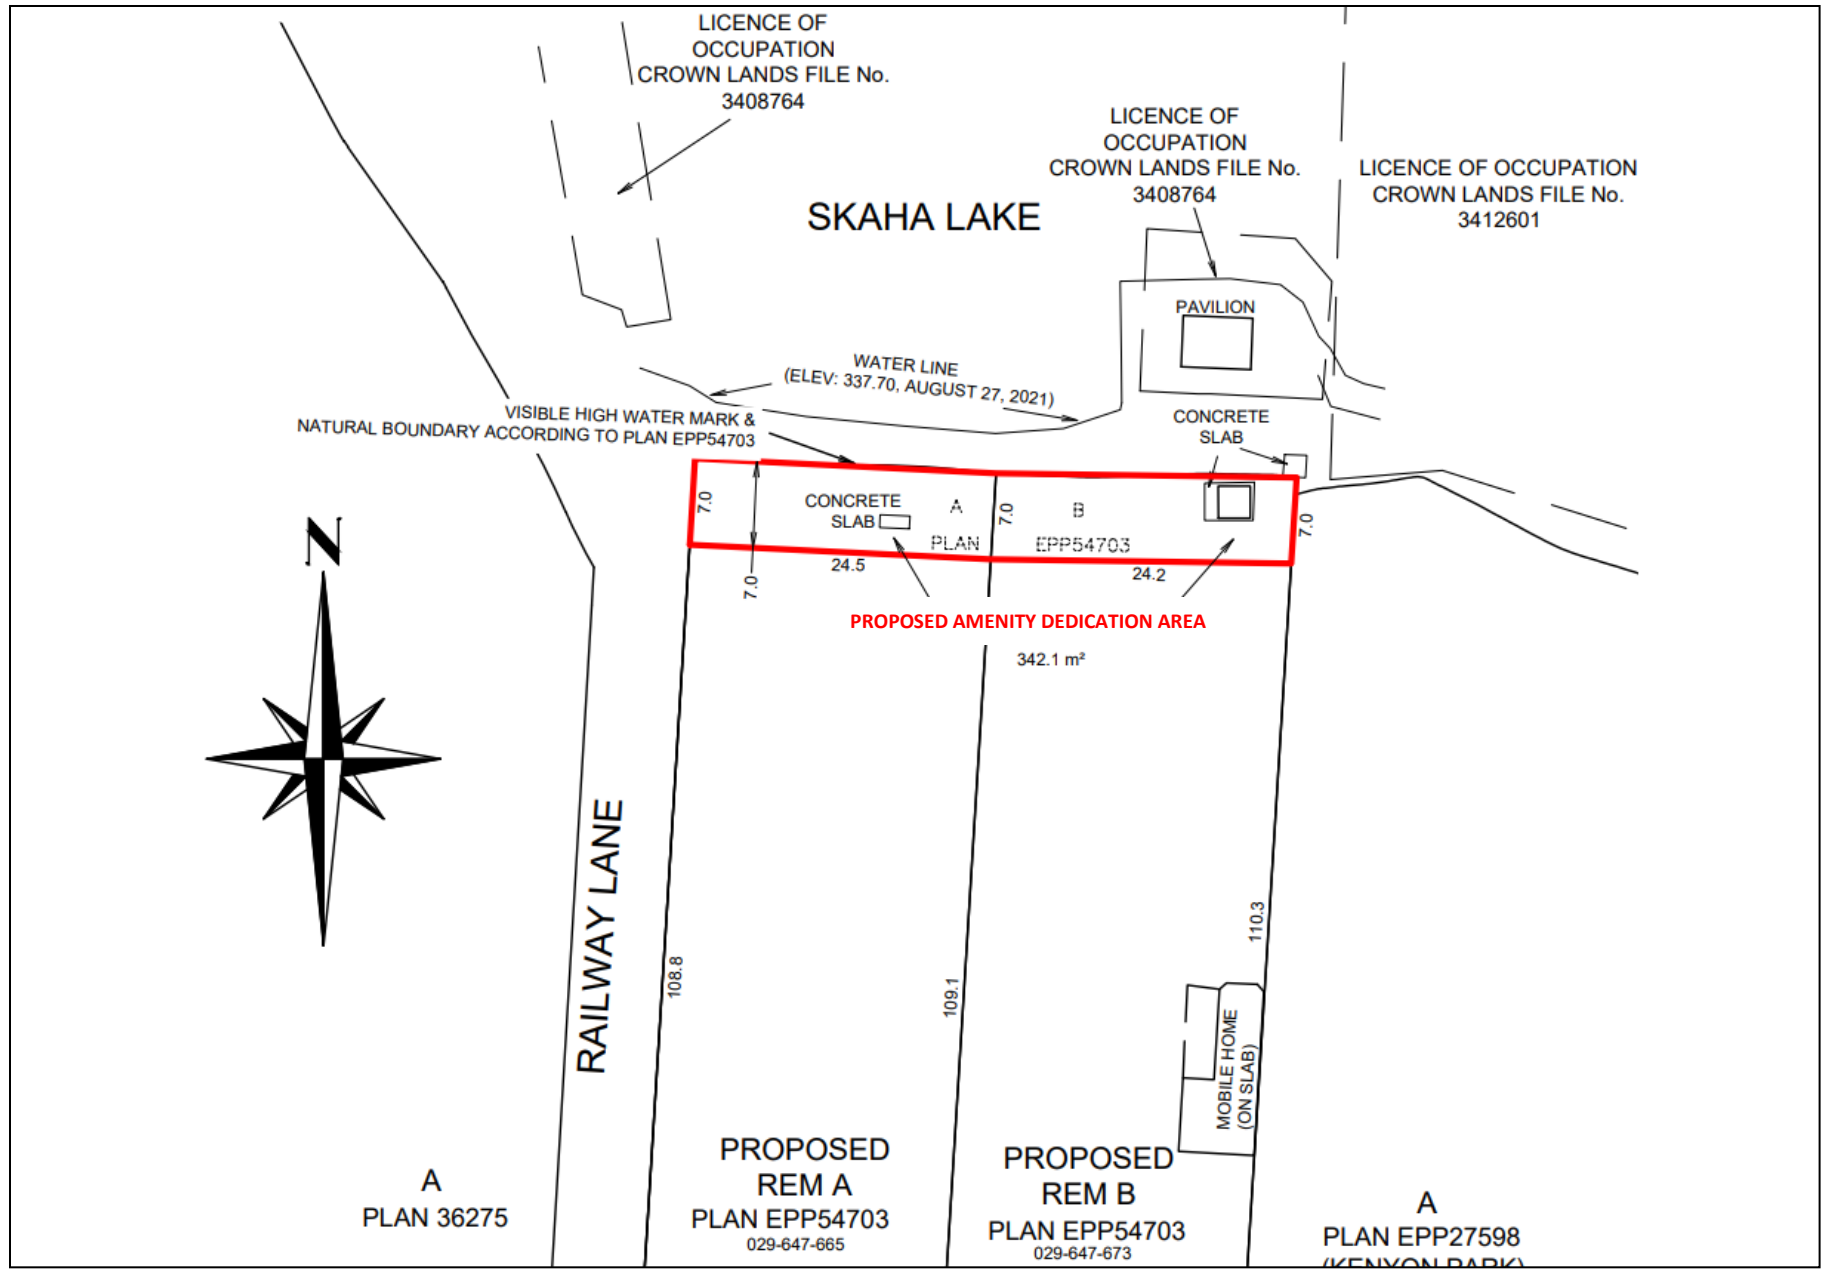 LICENCE OF
OCCUPATION
CROWN LANDS FILE No.
3408764
LICENCE OF
OCCUPATION
CROWN LANDS FILE No.
3408764
LICENCE OF OCCUPATION
CROWN LANDS FILE No.
3412601
SKAHA LAKE
PAVILION
WATER LINE
(ELEV: 337.70, AUGUST 27, 2021)
VISIBLE HIGH WATER MARK &
NATURAL BOUNDARY ACCORDING TO PLAN EPP54703
CONCRETE
SLAB
7.0
CONCRETE
SLAB
A
7.0
B
7.0
PLAN
EPP54703
24.5
24.2
7.0
PROPOSED AMENITY DEDICATION AREA
342.1 m²
N
RAILWAY LANE
108.8
109.1
110.3
MOBILE HOME
(ON SLAB)
A
PLAN 36275
PROPOSED
REM A
PLAN EPP54703
029-647-665
PROPOSED
REM B
PLAN EPP54703
029-647-673
A
PLAN EPP27598
(KENYON PARK)